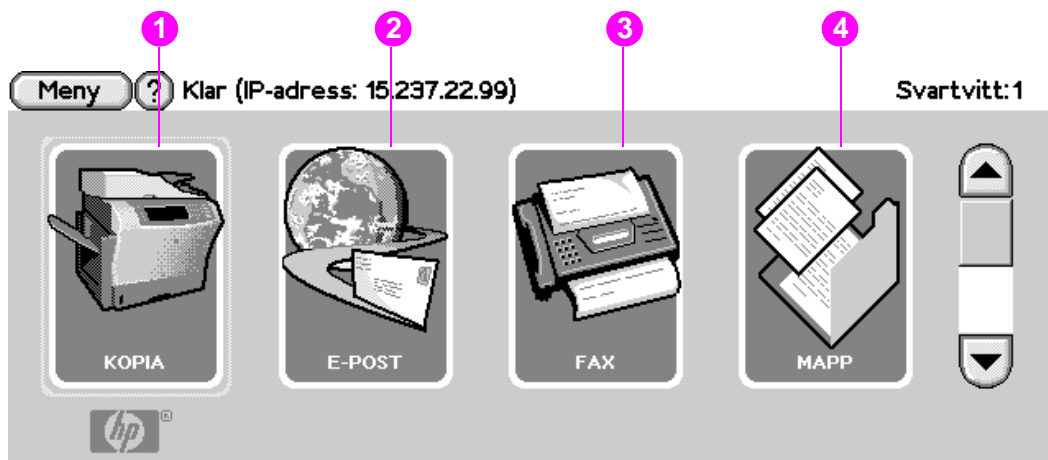 1 2 3 4
Meny ? Klar (IP-adress: 15.237.22.99) Svartvitt:1
KOPIA E-POST FAX MAPP
hp ®